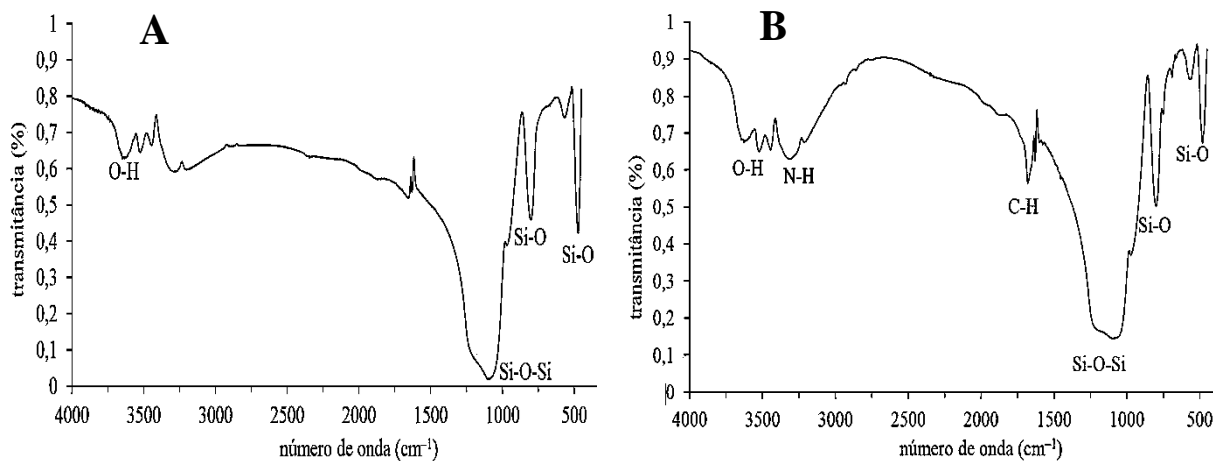 A
1
0,9
0,8
0,7
0,6
0,5
0,4
0,3
0,2
0,1
0
transmitância (%)
O-H
Si-O
Si-O
Si-O-Si
4000 3500 3000 2500 2000 1500 1000 500
número de onda (cm⁻¹)
B
1
0,9
0,8
0,7
0,6
0,5
0,4
0,3
0,2
0,1
0
transmitância (%)
O-H
N-H
C-H
Si-O
Si-O
Si-O-Si
4000 3500 3000 2500 2000 1500 1000 500
número de onda (cm⁻¹)